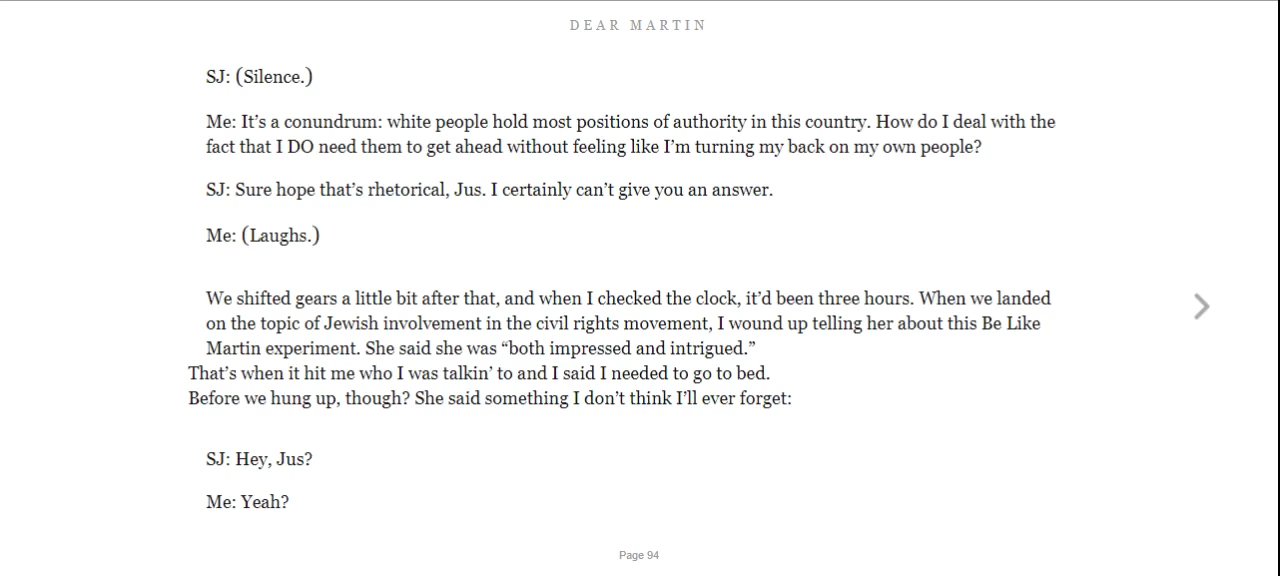 DEAR MARTIN
SJ: (Silence.)
Me: It’s a conundrum: white people hold most positions of authority in this country. How do I deal with the
fact that I DO need them to get ahead without feeling like I’m turning my back on my own people?
SJ: Sure hope that’s rhetorical, Jus. I certainly can’t give you an answer.
Me: (Laughs.)
We shifted gears a little bit after that, and when I checked the clock, it’d been three hours. When we landed
on the topic of Jewish involvement in the civil rights movement, I wound up telling her about this Be Like
Martin experiment. She said she was “both impressed and intrigued.”
That’s when it hit me who I was talkin’ to and I said I needed to go to bed.
Before we hung up, though? She said something I don’t think I’ll ever forget:
SJ: Hey, Jus?
Me: Yeah?
Page 94